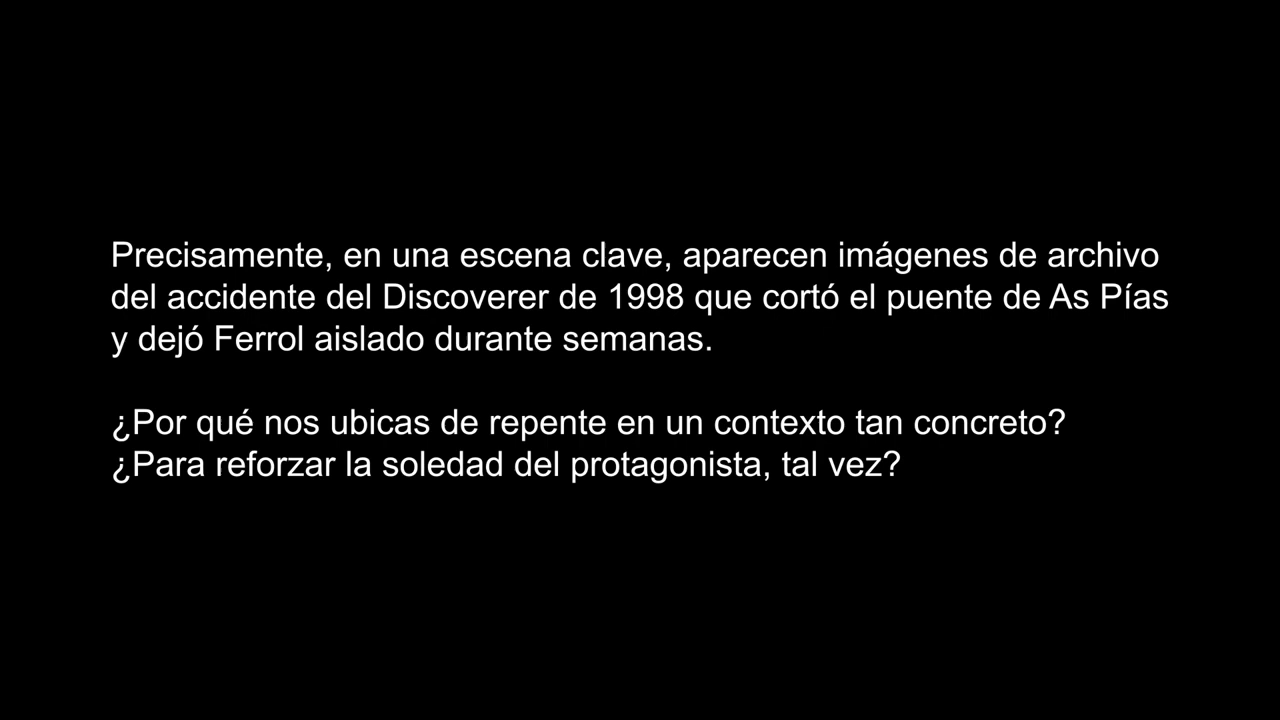 Precisamente, en una escena clave, aparecen imágenes de archivo
del accidente del Discoverer de 1998 que cortó el puente de As Pías
y dejó Ferrol aislado durante semanas.
¿Por qué nos ubicas de repente en un contexto tan concreto?
¿Para reforzar la soledad del protagonista, tal vez?